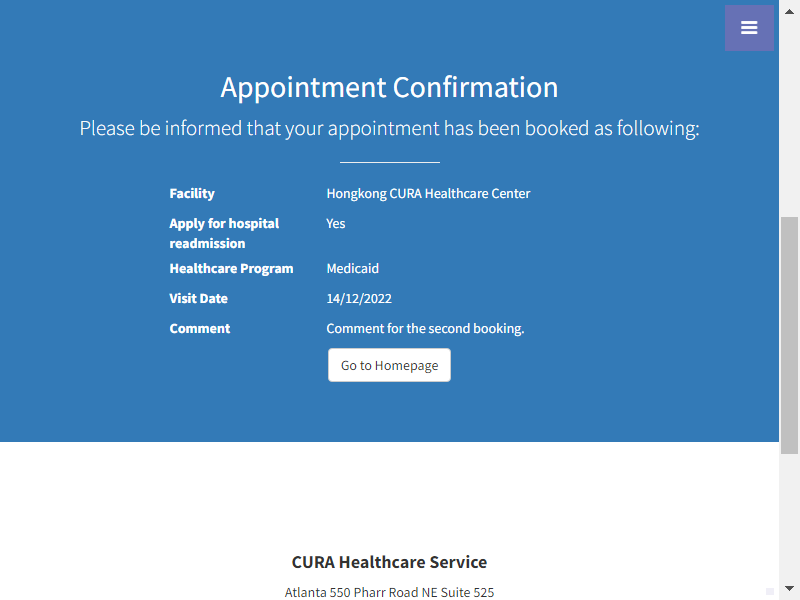 Appointment Confirmation
Please be informed that your appointment has been booked as following:
Facility Hongkong CURA Healthcare Center
Apply for hospital readmission Yes
Healthcare Program Medicaid
Visit Date 14/12/2022
Comment Comment for the second booking.
Go to Homepage
CURA Healthcare Service
Atlanta 550 Pharr Road NE Suite 525